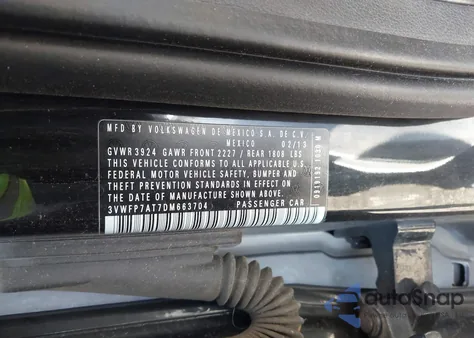 MFD BY VOLKSWAGEN DE MEXICO S.A. DE C.V.
MEXICO 02/13
GVWR 3924 GAWR FRONT 2227 / REAR 1808 LBS
THIS VEHICLE CONFORMS TO ALL APPLICABLE U.S.
FEDERAL MOTOR VEHICLE SAFETY, BUMPER, AND
THEFT PREVENTION STANDARDS IN EFFECT ON
THE DATE OF MANUFACTURE SHOWN ABOVE.
3VWFP7AT7DM663704 PASSENGER CAR
autoSnap